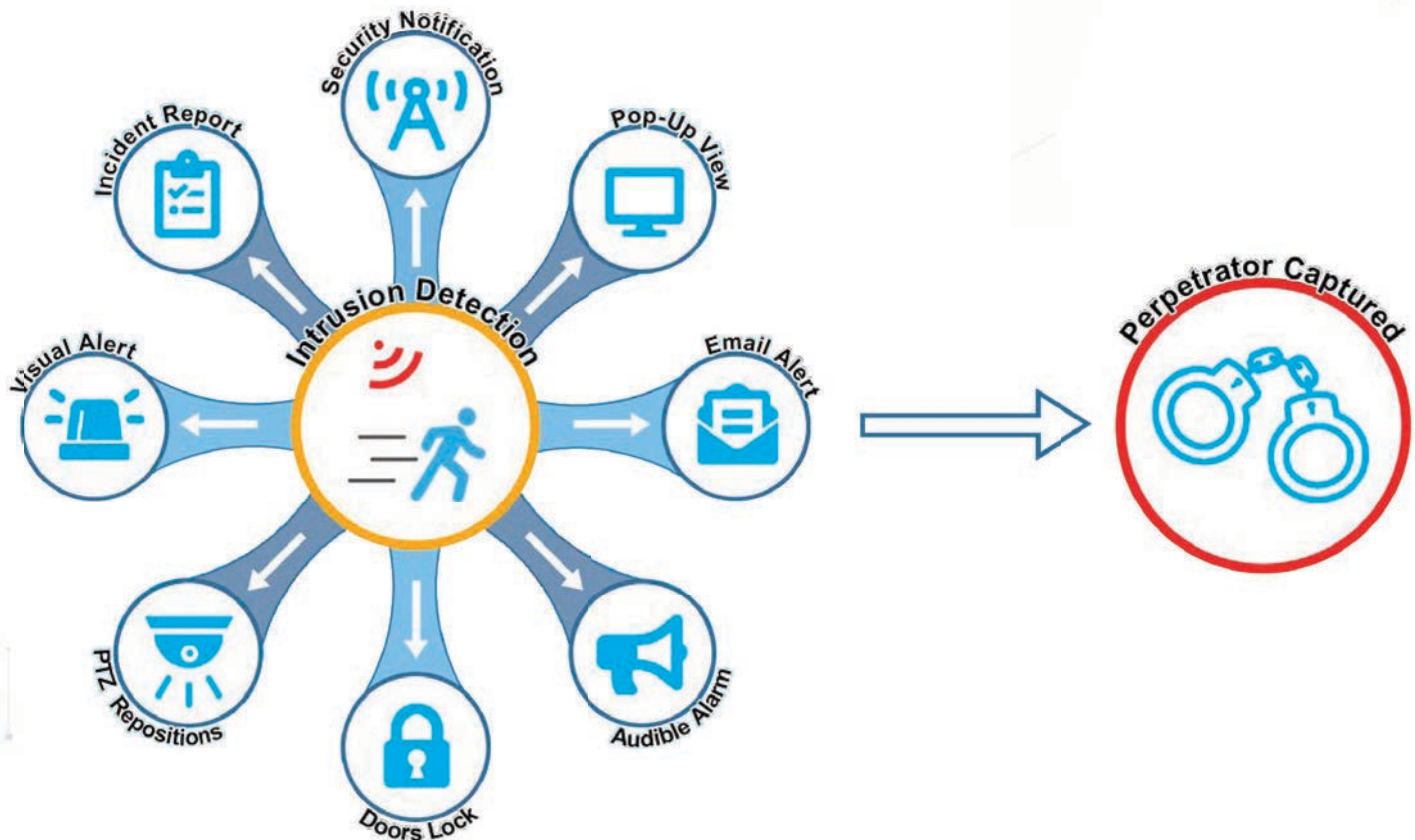 Security Notification
Incident Report
Pop-Up View
Intrusion Detection
Perpetrator Captured
Visual Alert
Email Alert
PTZ Repositions
Audible Alarm
Doors Lock